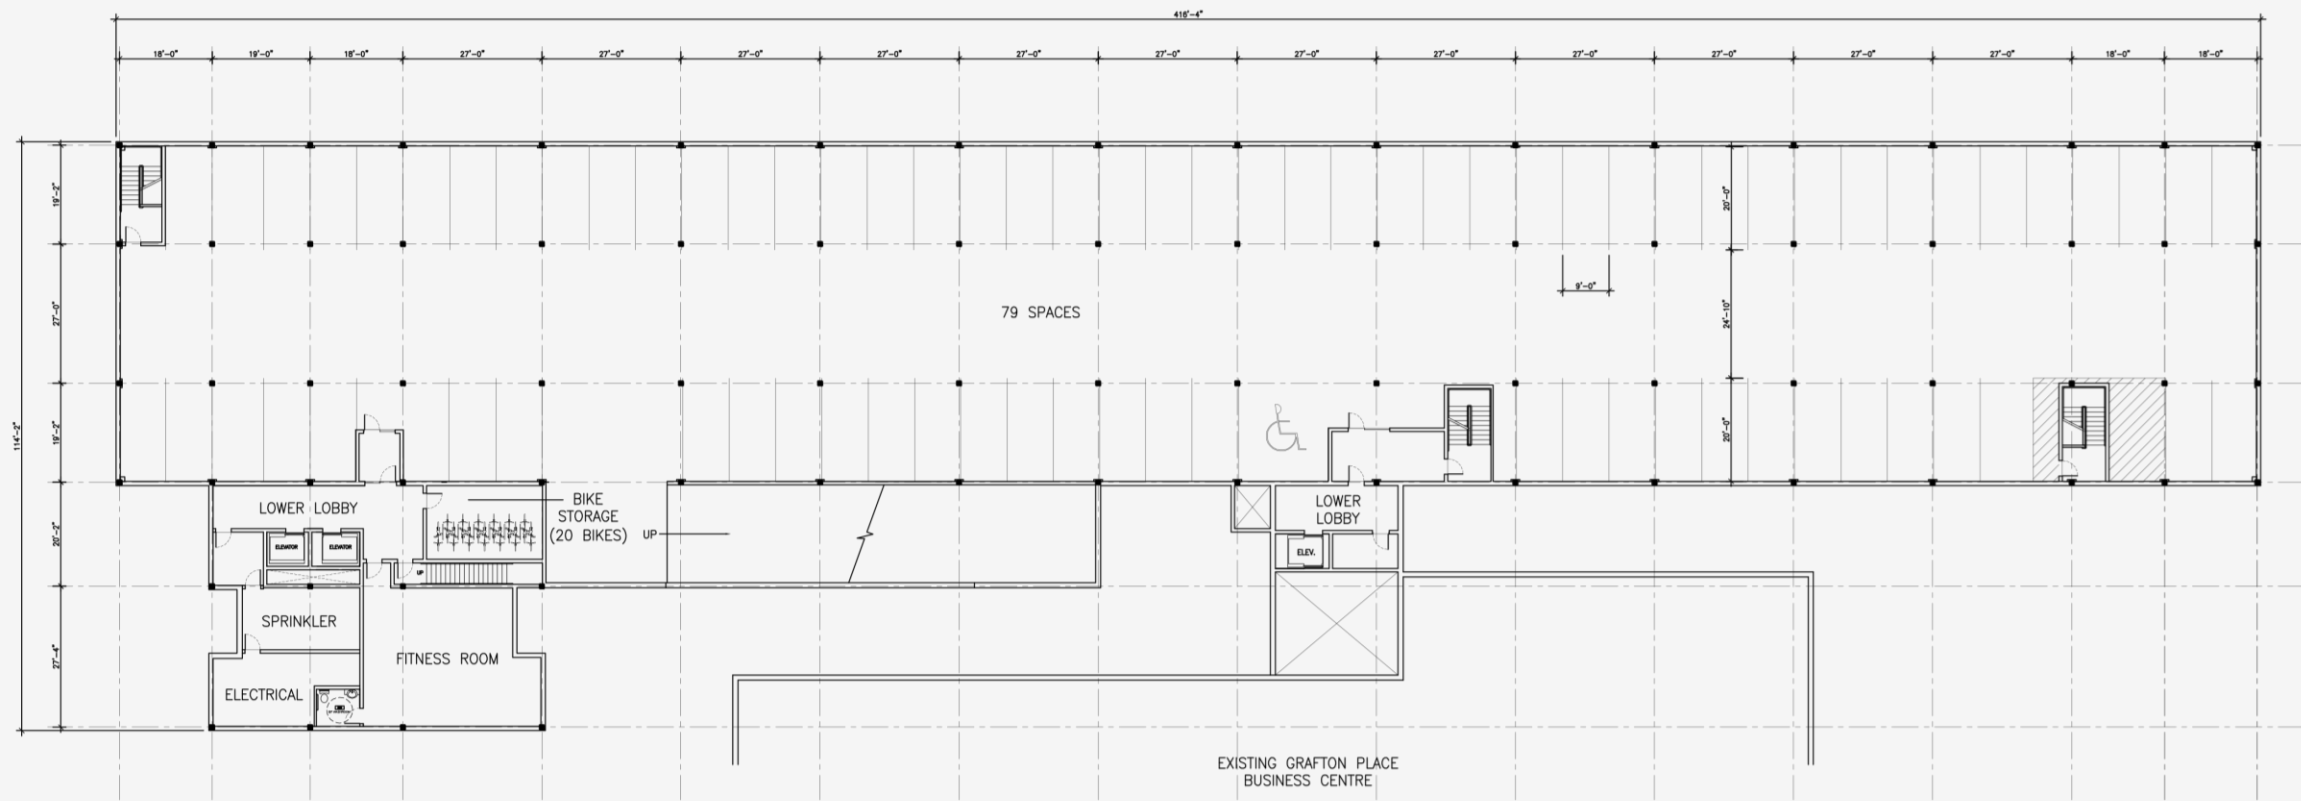 416'-4"
18'-0" 19'-0" 18'-0" 27'-0" 27'-0" 27'-0" 27'-0" 27'-0" 27'-0" 27'-0" 27'-0" 27'-0" 27'-0" 27'-0" 27'-0" 18'-0" 18'-0"
19'-2"
20'-0"
27'-0"
79 SPACES
9'-0"
24'-10"
114'-2"
19'-2"
20'-0"
LOWER LOBBY
BIKE
STORAGE
(20 BIKES)
UP
LOWER
LOBBY
20'-2"
ELEVATOR
ELEVATOR
ELEV.
UP
SPRINKLER
27'-4"
FITNESS ROOM
ELECTRICAL
EXISTING GRAFTON PLACE
BUSINESS CENTRE